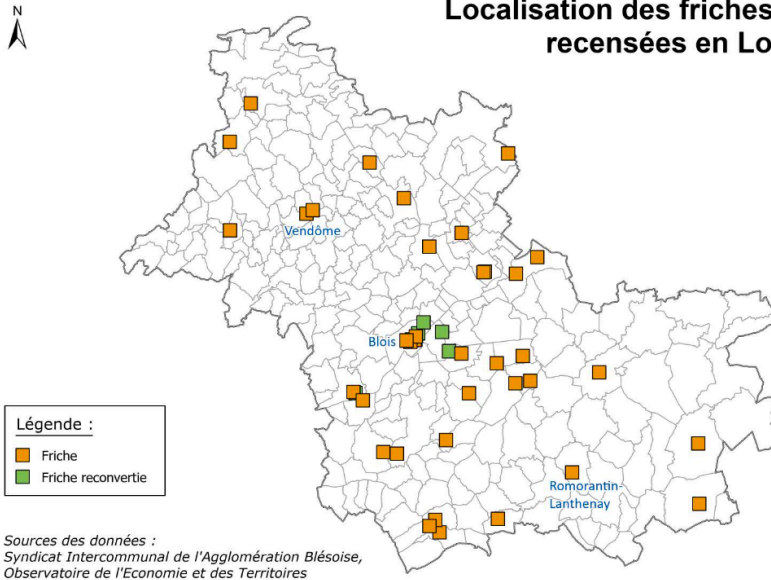 N
Localisation des friches
recensées en Lo
Vendôme
Blois
Romorantin-
Lanthenay
Légende :
Friche
Friche reconvertie
Sources des données :
Syndicat Intercommunal de l'Agglomération Blésoise,
Observatoire de l'Economie et des Territoires